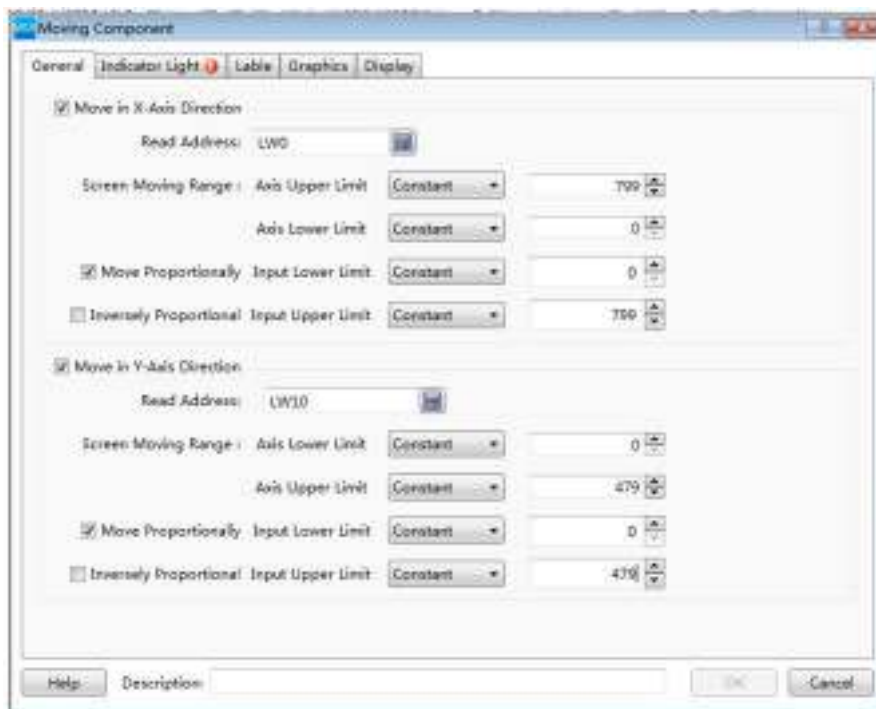 Moving Component
General Indicator Light Lable Graphics Display
Move in X-Axis Direction
Read Address: LW0
Screen Moving Range : Axis Upper Limit Constant 799
Axis Lower Limit Constant 0
Move Proportionally Input Lower Limit Constant 0
Inversely Proportional Input Upper Limit Constant 799
Move in Y-Axis Direction
Read Address: LW10
Screen Moving Range : Axis Lower Limit Constant 0
Axis Upper Limit Constant 479
Move Proportionally Input Lower Limit Constant 0
Inversely Proportional Input Upper Limit Constant 479
Help Description: OK Cancel